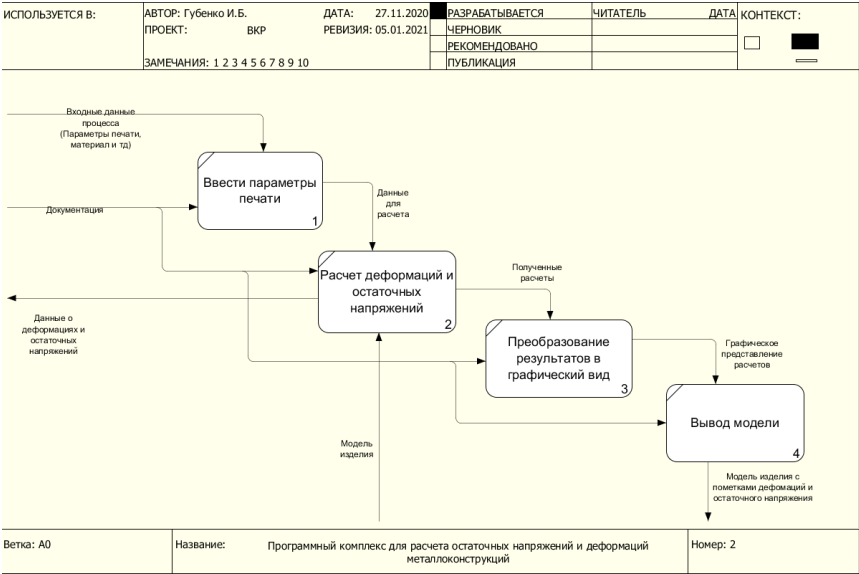 ИСПОЛЬЗУЕТСЯ В:
АВТОР: Губенко И.Б.
ДАТА: 27.11.2020
ПРОЕКТ: ВКР
РЕВИЗИЯ: 05.01.2021
ЗАМЕЧАНИЯ: 1 2 3 4 5 6 7 8 9 10
РАЗРАБАТЫВАЕТСЯ
ЧЕРНОВИК
РЕКОМЕНДОВАНО
ПУБЛИКАЦИЯ
ЧИТАТЕЛЬ
ДАТА
КОНТЕКСТ:
Входные данные
процесса
(Параметры печати,
материал и тд)
Ввести параметры
печати
1
Документация
Данные
для
расчета
Расчет деформаций и
остаточных
напряжений
2
Данные о
деформациях и
остаточных
напряжений
Полученные
расчеты
Преобразование
результатов в
графический вид
3
Графическое
представление
расчетов
Вывод модели
4
Модель
изделия
Модель изделия с
пометками дефомаций и
остаточного напряжения
Ветка: A0
Название:
Программный комплекс для расчета остаточных напряжений и деформаций
металлоконструкций
Номер: 2